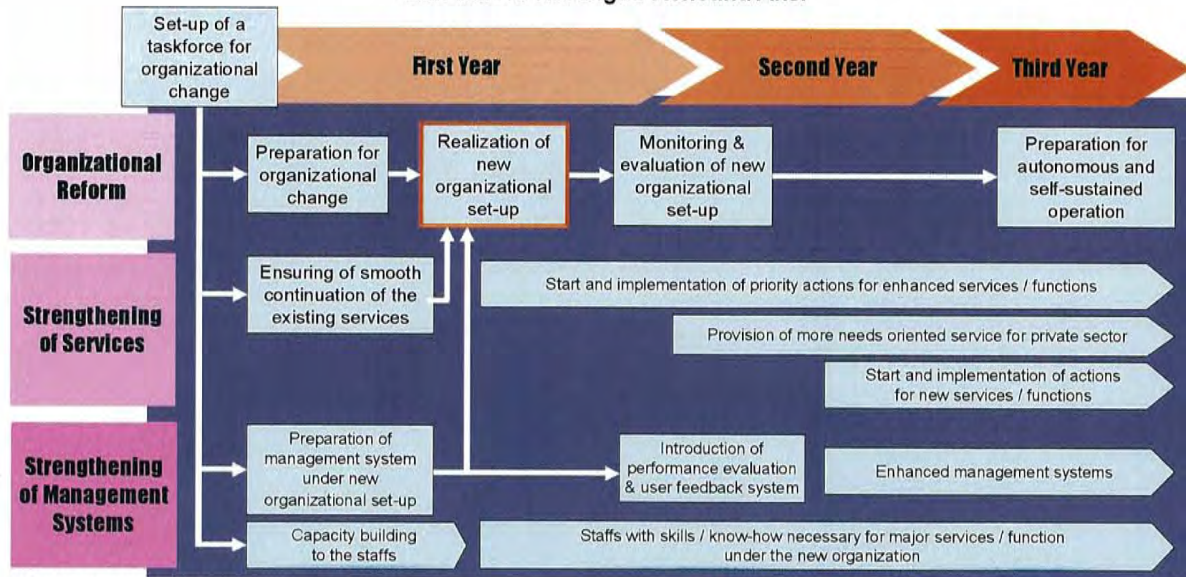 Set-up of a
taskforce for
organizational
change
First Year
Second Year
Third Year
Organizational
Reform
Preparation for
organizational
change
Realization of
new
organizational
set-up
Monitoring &
evaluation of new
organizational
set-up
Preparation for
autonomous and
self-sustained
operation
Strengthening
of Services
Ensuring of smooth
continuation of the
existing services
Start and implementation of priority actions for enhanced services / functions
Provision of more needs oriented service for private sector
Start and implementation of actions
for new services / functions
Strengthening
of Management
Systems
Preparation of
management system
under new
organizational set-up
Introduction of
performance evaluation
& user feedback system
Enhanced management systems
Capacity building
to the staffs
Staffs with skills / know-how necessary for major services / function
under the new organization